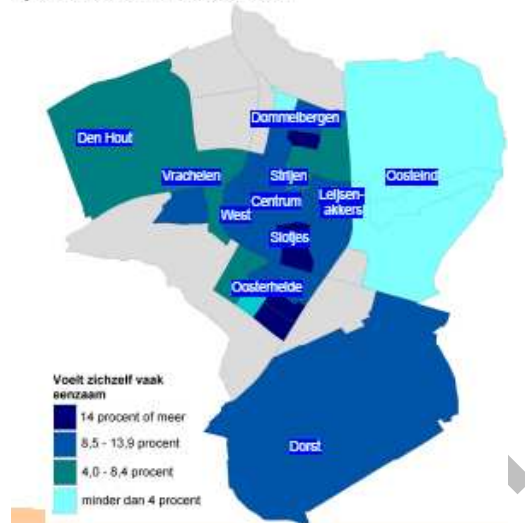 Dommelbergen
Den Hout
Vrachelen
Strijen
Oosteind
Centrum
Leijsen-
akkers
West
Slotjes
Oosterheide
Voelt zichzelf vaak
eenzaam
14 procent of meer
8,5 - 13,9 procent
4,0 - 8,4 procent
minder dan 4 procent
Dorst